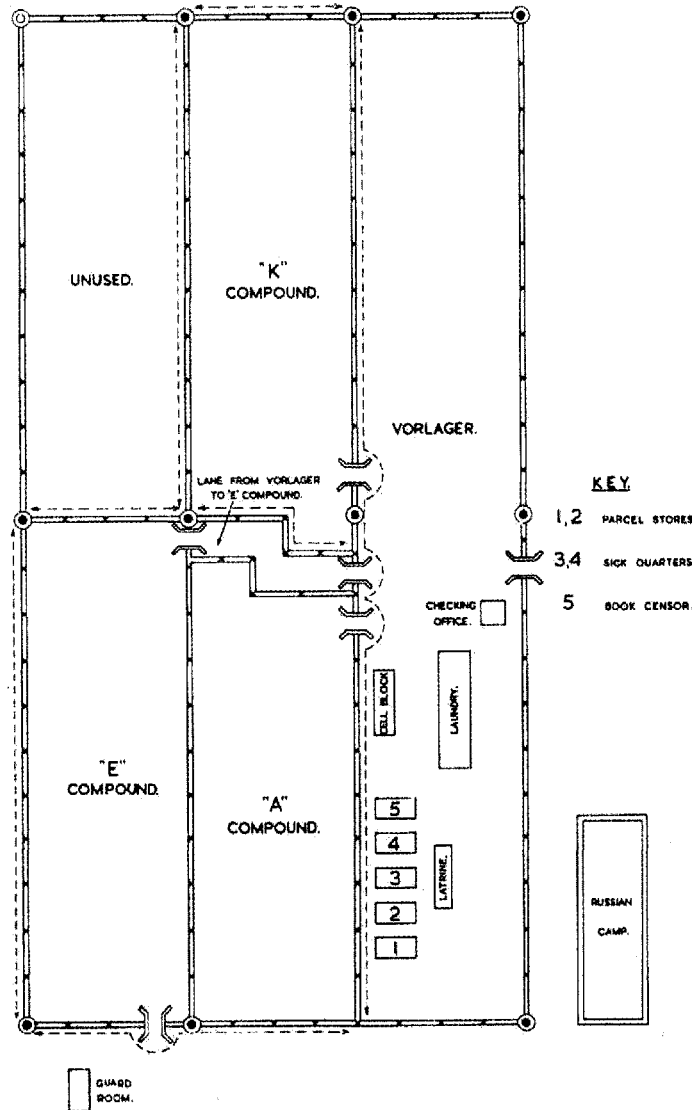 UNUSED.
"K"
COMPOUND.
VORLAGER.
LANE FROM VORLAGER
TO 'E' COMPOUND.
KEY.
1,2 PARCEL STORES
3,4 SICK QUARTERS
5 BOOK CENSOR.
CHECKING
OFFICE.
CELL BLOCK
LAUNDRY.
"E"
COMPOUND.
"A"
COMPOUND.
5
4
3
2
1
LATRINE.
RUSSIAN
CAMP.
GUARD
ROOM.